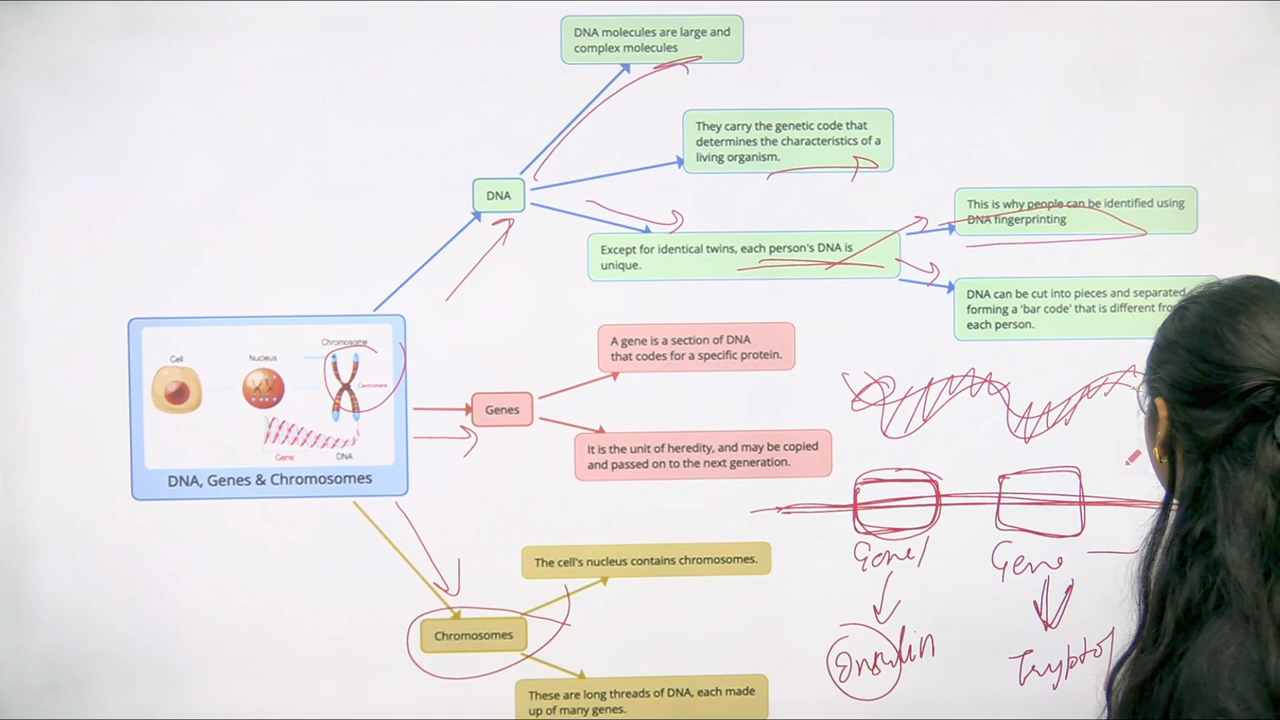 DNA molecules are large and
complex molecules
They carry the genetic code that
determines the characteristics of a
living organism.
DNA
This is why people can be identified using
DNA fingerprinting
Except for identical twins, each person's DNA is
unique.
DNA can be cut into pieces and separated
forming a 'bar code' that is different
each person.
Cell
Nucleus
Chromosome
Centromere
Gene
DNA
DNA, Genes & Chromosomes
A gene is a section of DNA
that codes for a specific protein.
Genes
It is the unit of heredity, and may be copied
and passed on to the next generation.
Gene
Gene
Insulin
The cell's nucleus contains chromosomes.
Chromosomes
These are long threads of DNA, each made
up of many genes.